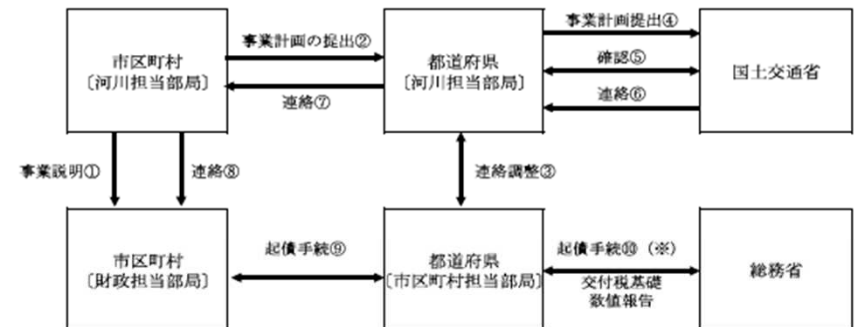 事業計画の提出②
事業計画提出④
市区町村
〔河川担当部局〕
都道府県
〔河川担当部局〕
確認⑤
国土交通省
連絡⑦
連絡⑥
事業説明①
連絡⑧
連絡調整③
市区町村
〔財政担当部局〕
起債手続⑨
都道府県
〔市区町村担当部局〕
起債手続⑩（※）
交付税基礎
数値報告
総務省